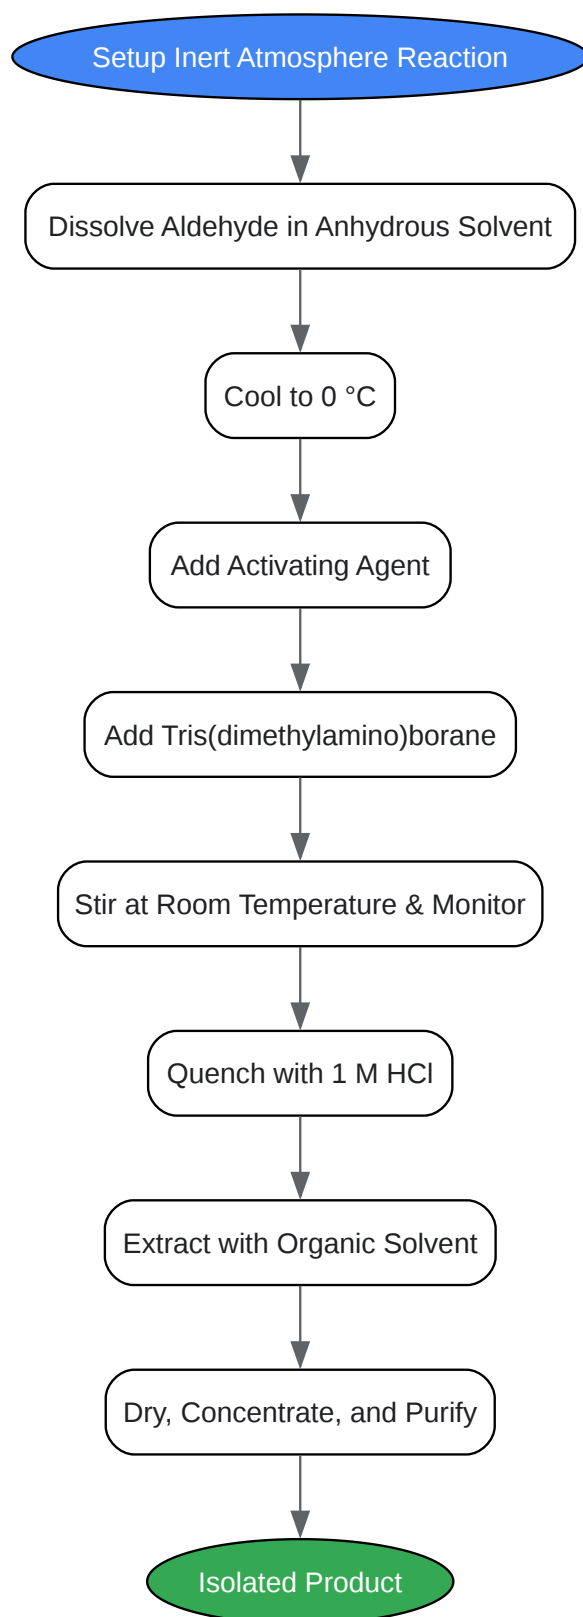 Setup Inert Atmosphere Reaction
Dissolve Aldehyde in Anhydrous Solvent
Cool to 0 °C
Add Activating Agent
Add Tris(dimethylamino)borane
Stir at Room Temperature & Monitor
Quench with 1 M HCl
Extract with Organic Solvent
Dry, Concentrate, and Purify
Isolated Product